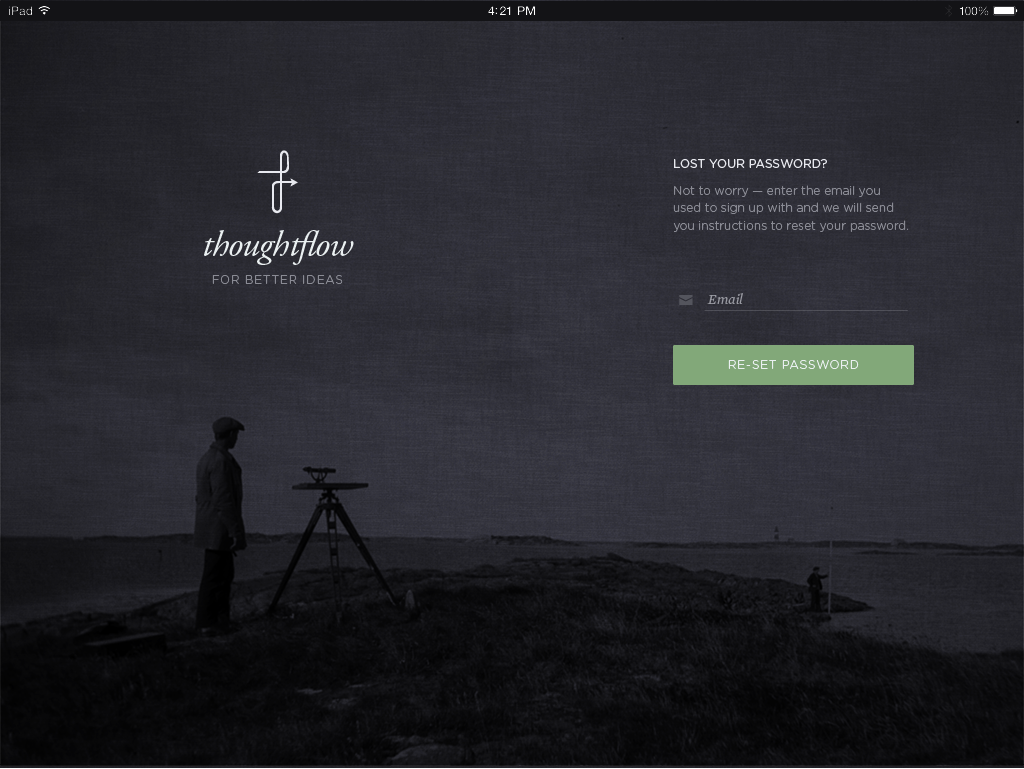 iPad
4:21 PM
100%
thoughtflow
FOR BETTER IDEAS
LOST YOUR PASSWORD?
Not to worry — enter the email you
used to sign up with and we will send
you instructions to reset your password.
Email
RE-SET PASSWORD